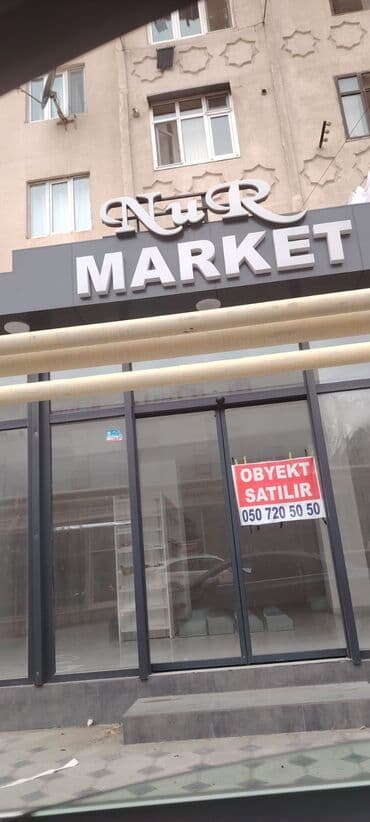 NuR
MARKET
OBYEKT
SATILIR
050 720 50 50